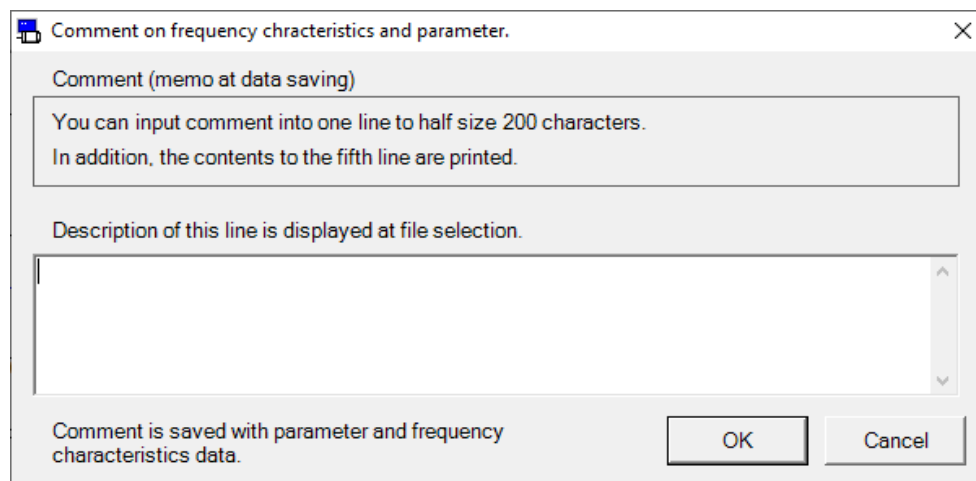 Comment on frequency chracteristics and parameter.
Comment (memo at data saving)
You can input comment into one line to half size 200 characters.
In addition, the contents to the fifth line are printed.
Description of this line is displayed at file selection.
Comment is saved with parameter and frequency
characteristics data.
OK
Cancel